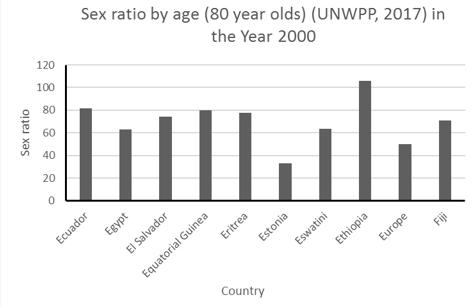 Sex ratio by age (80 year olds) (UNWPP, 2017) in
the Year 2000
120
100
80
60
40
20
0
Sex ratio
Ecuador
Egypt
El Salvador
Equatorial Guinea
Eritrea
Estonia
Eswatini
Ethiopia
Europe
Fiji
Country